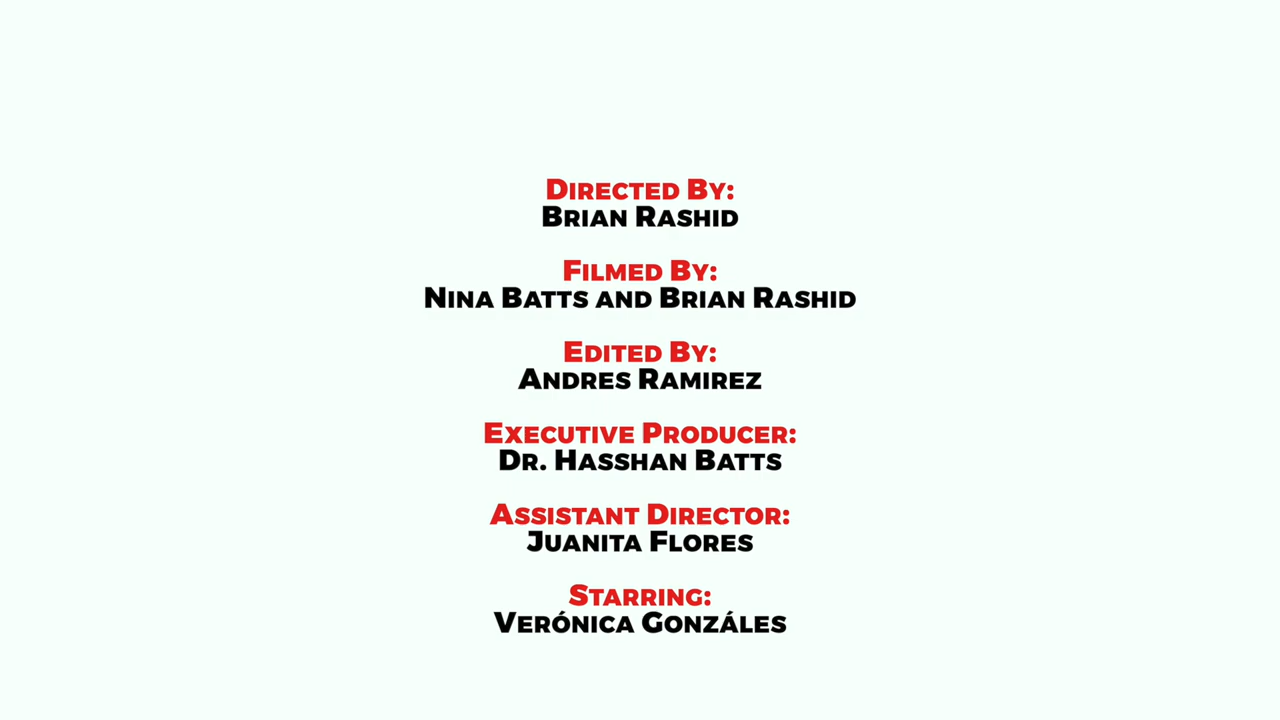 Directed By:
Brian Rashid
Filmed By:
Nina Batts and Brian Rashid
Edited By:
Andres Ramirez
Executive Producer:
Dr. Hasshan Batts
Assistant Director:
Juanita Flores
Starring:
Verónica Gonzáles